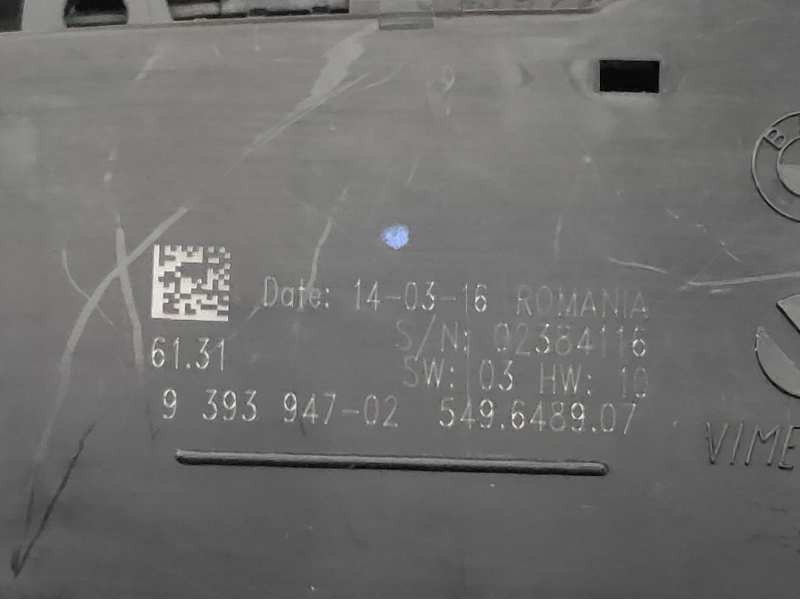 B
Date: 14-03-16 ROMANIA
S/N: 02384116
61.31
SW: 03 HW: 10
9 393 947-02 549.6489.07
VIME